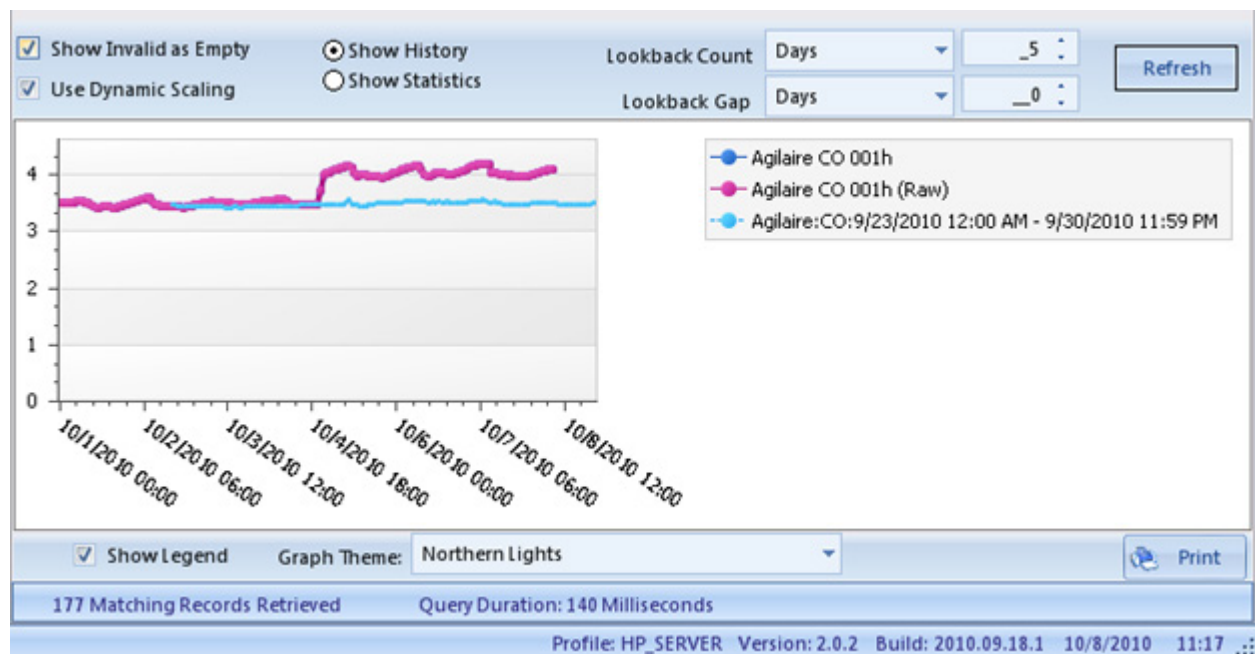 Show Invalid as Empty
Show History
Lookback Count Days _5
Refresh
Use Dynamic Scaling
Show Statistics
Lookback Gap Days __0
Agilaire CO 001h
Agilaire CO 001h (Raw)
Agilaire:CO:9/23/2010 12:00 AM - 9/30/2010 11:59 PM
4
3
2
1
0
10/1/2010 00:00
10/2/2010 06:00
10/3/2010 12:00
10/4/2010 18:00
10/6/2010 00:00
10/7/2010 06:00
10/8/2010 12:00
Show Legend Graph Theme: Northern Lights Print
177 Matching Records Retrieved Query Duration: 140 Milliseconds
Profile: HP_SERVER Version: 2.0.2 Build: 2010.09.18.1 10/8/2010 11:17